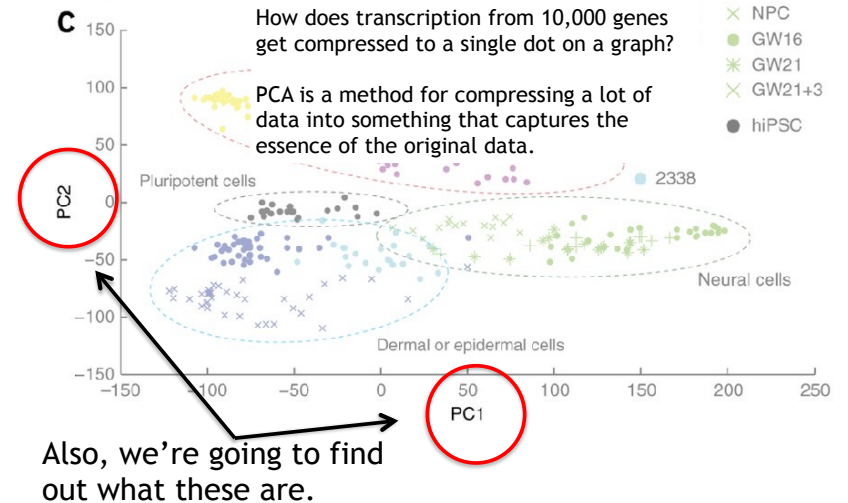 C
How does transcription from 10,000 genes
get compressed to a single dot on a graph?
PCA is a method for compressing a lot of
data into something that captures the
essence of the original data.
× NPC
GW16
GW21
× GW21+3
hiPSC
2338
150
100
50
0
−50
−100
−150
PC2
Pluripotent cells
Neural cells
Dermal or epidermal cells
−150
−100
−50
0
50
100
150
200
250
PC1
Also, we're going to find
out what these are.